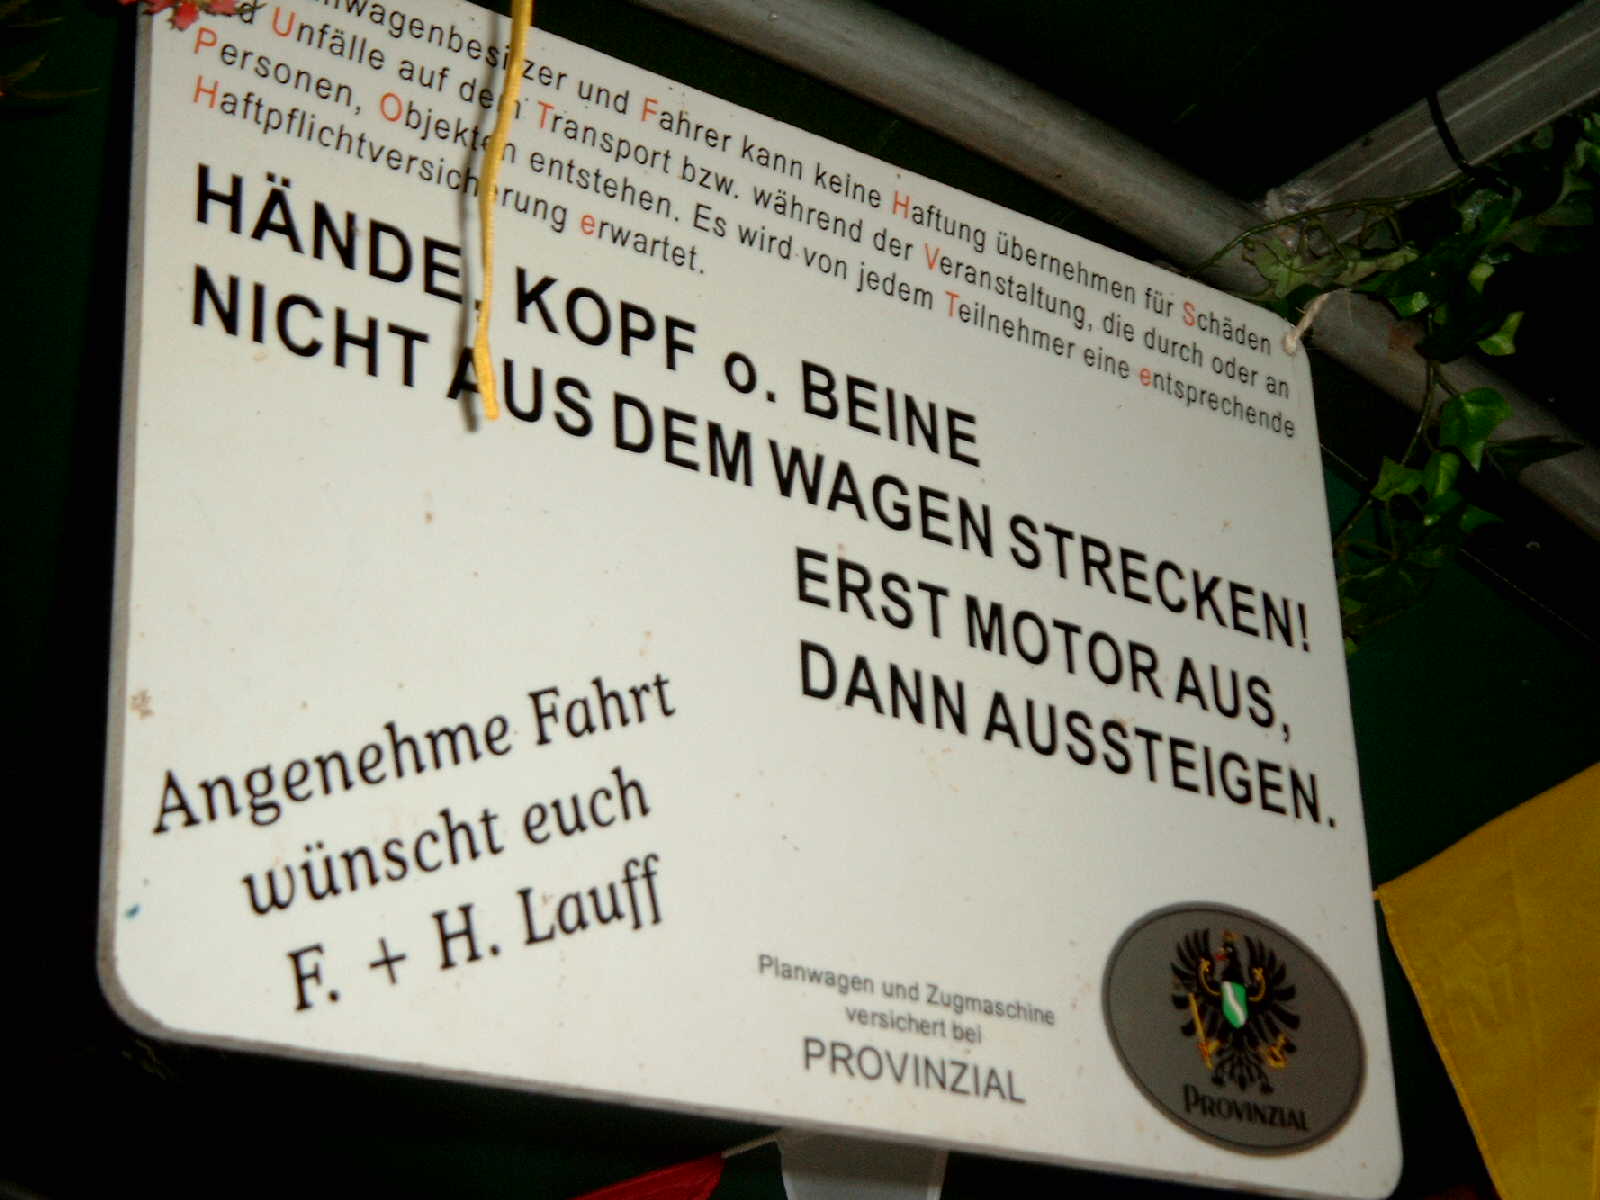 und Fahrer kann keine Haftung übernehmen für Schäden
Unfälle auf dem Transport bzw. während der Veranstaltung, die durch oder an
Personen, Objekten entstehen. Es wird von jedem Teilnehmer eine entsprechende
Haftpflichtversicherung erwartet.
HÄNDE, KOPF o. BEINE
NICHT AUS DEM WAGEN STRECKEN!
ERST MOTOR AUS,
DANN AUSSTEIGEN.
Angenehme Fahrt
wünscht euch
F. + H. Lauff
Planwagen und Zugmaschine
versichert bei
PROVINZIAL
PROVINZIAL